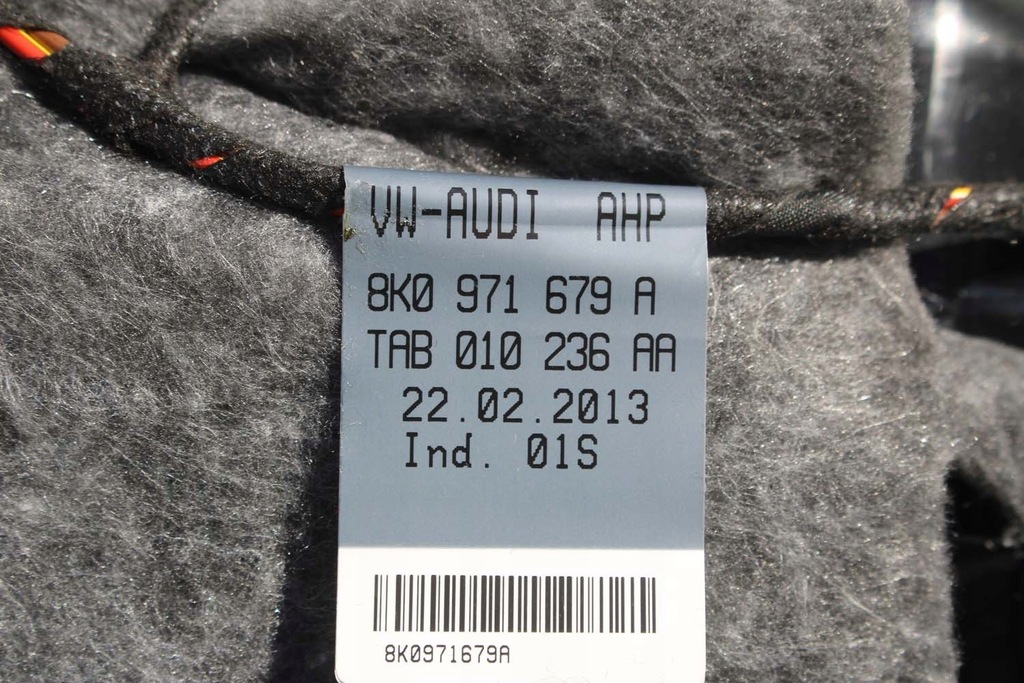 VW-AUDI AHP
8K0 971 679 A
TAB 010 236 AA
22.02.2013
Ind. 01S
8K0971679A